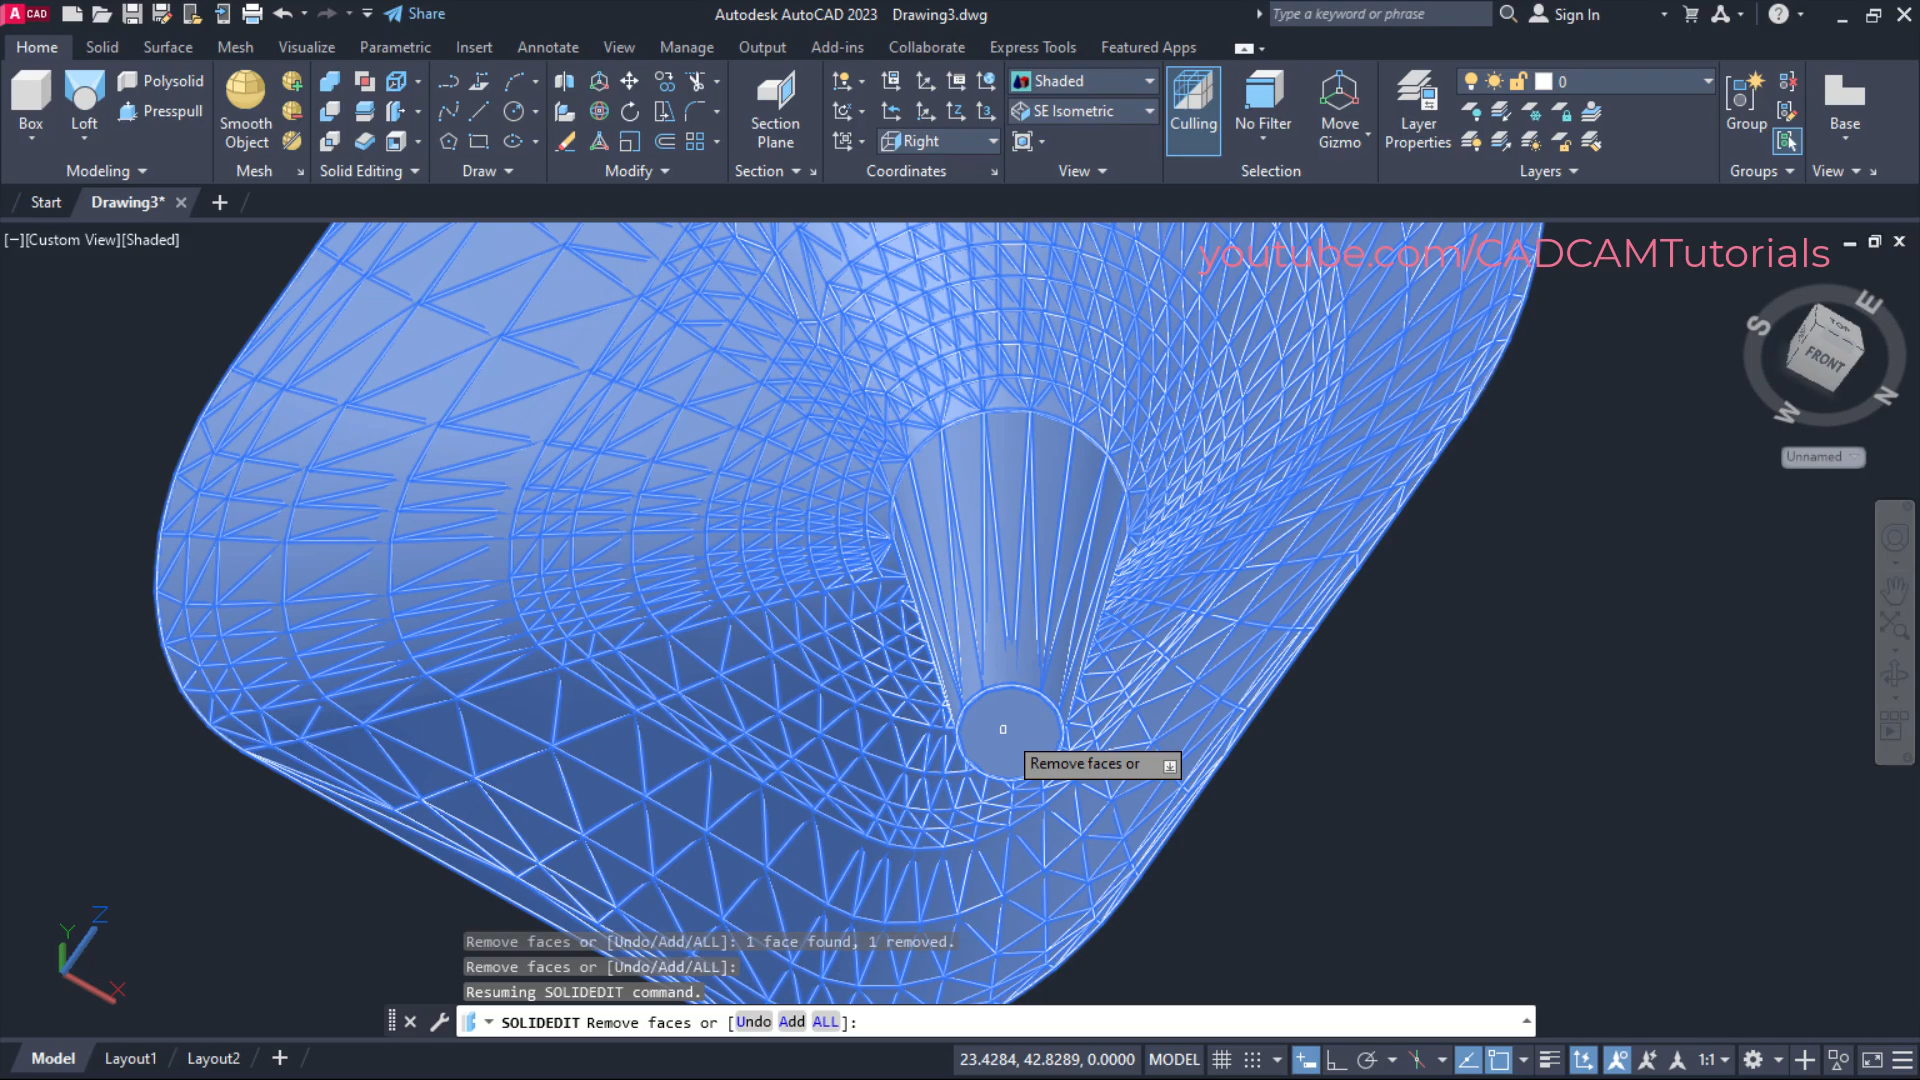 CAD Share Autodesk AutoCAD 2023 Drawing3.dwg Type a keyword or phrase Sign In
Home Solid Surface Mesh Visualize Parametric Insert Annotate View Manage Output Add-ins Collaborate Express Tools Featured Apps
Polysolid Shaded 0
Presspull SE Isometric
Box Loft Smooth Object Section Plane Culling No Filter Move Gizmo Layer Properties Group Base
Right
Modeling Mesh Solid Editing Draw Modify Section Coordinates View Selection Layers Groups View
Start Drawing3*
[−][Custom View][Shaded]
youtube.com/CADCAMTutorials
E
S
TOP
FRONT
N
W
Unnamed
Remove faces or
Z
Y
X
Remove faces or [Undo/Add/ALL]: 1 face found, 1 removed.
Remove faces or [Undo/Add/ALL]:
Resuming SOLIDEDIT command.
SOLIDEDIT Remove faces or [Undo Add ALL]:
Model Layout1 Layout2 23.4284, 42.8289, 0.0000 MODEL 1:1